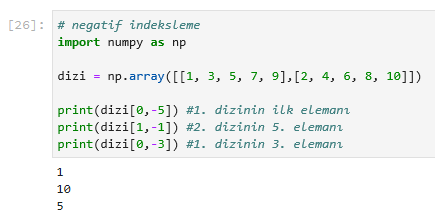 [26]: # negatif indeksleme
import numpy as np
dizi = np.array([[1, 3, 5, 7, 9],[2, 4, 6, 8, 10]])
print(dizi[0,-5]) #1. dizinin ilk elemanı
print(dizi[1,-1]) #2. dizinin 5. elemanı
print(dizi[0,-3]) #1. dizinin 3. elemanı
1
10
5